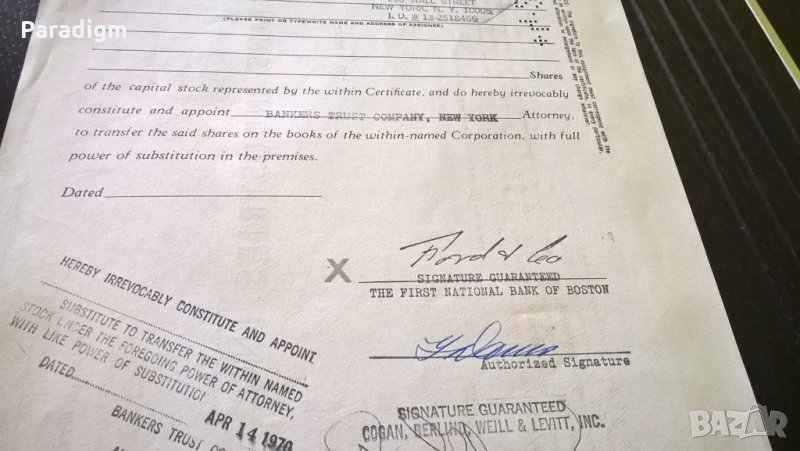 Paradigm
WALL STREET
NEW YORK, N. Y. 10005
I. D. # 13-2518466
(PLEASE PRINT OR TYPEWRITE NAME AND ADDRESS OF ASSIGNEE)
Shares
of the capital stock represented by the within Certificate, and do hereby irrevocably
constitute and appoint BANKERS TRUST COMPANY, NEW YORK Attorney,
to transfer the said shares on the books of the within-named Corporation, with full
power of substitution in the premises.
Dated
X
SIGNATURE GUARANTEED
THE FIRST NATIONAL BANK OF BOSTON
Authorized Signature
SIGNATURE GUARANTEED
COGAN, BERLIND, WEILL & LEVITT, INC.
HEREBY IRREVOCABLY CONSTITUTE AND APPOINT
SUBSTITUTE TO TRANSFER THE WITHIN NAMED
STOCK UNDER THE FOREGOING POWER OF ATTORNEY,
WITH LIKE POWER OF SUBSTITUTION
DATED APR 14 1970
BANKERS TRUST CO
BAZAR.bg